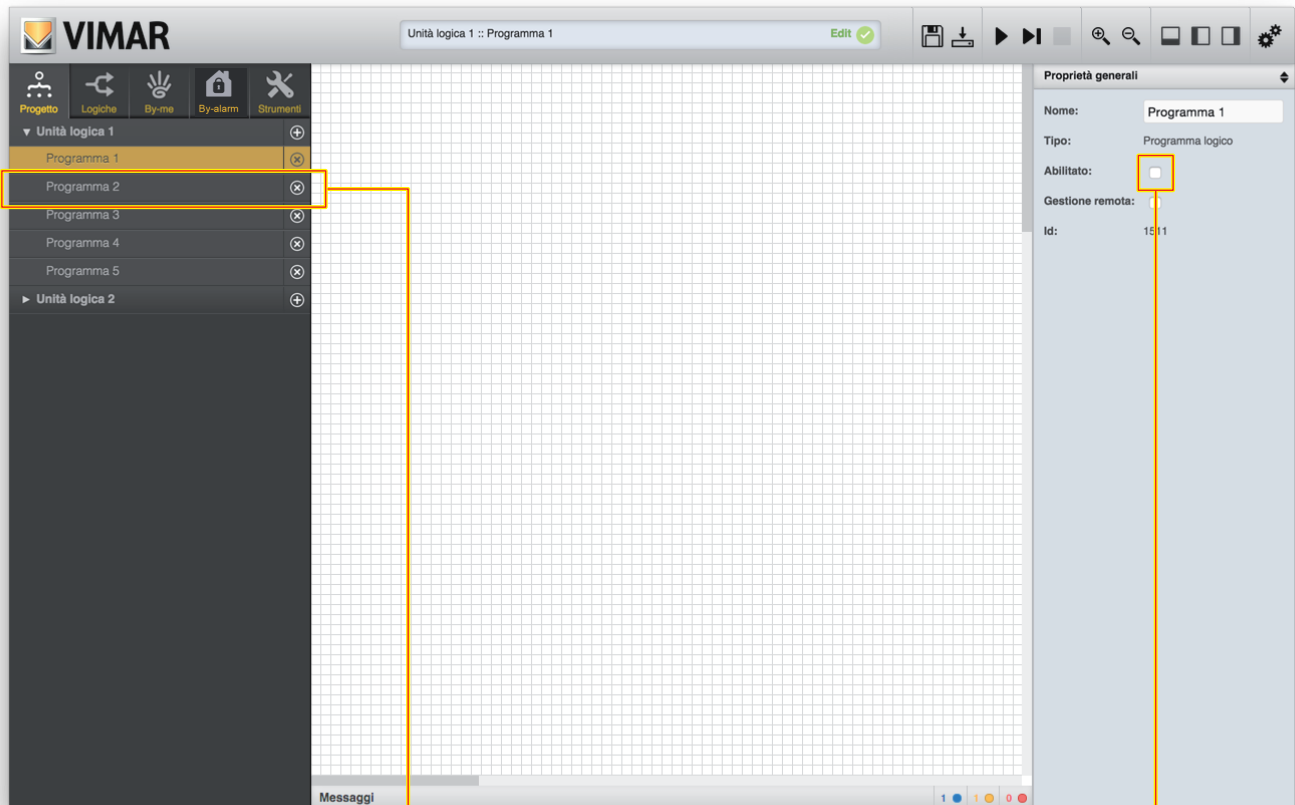 VIMAR
Unità logica 1 :: Programma 1
Edit
Progetto
Logiche
By-me
By-alarm
Strumenti
Unità logica 1
Programma 1
Programma 2
Programma 3
Programma 4
Programma 5
Unità logica 2
Proprietà generali
Nome: Programma 1
Tipo: Programma logico
Abilitato:
Gestione remota:
Id: 1511
Messaggi
1 1 0